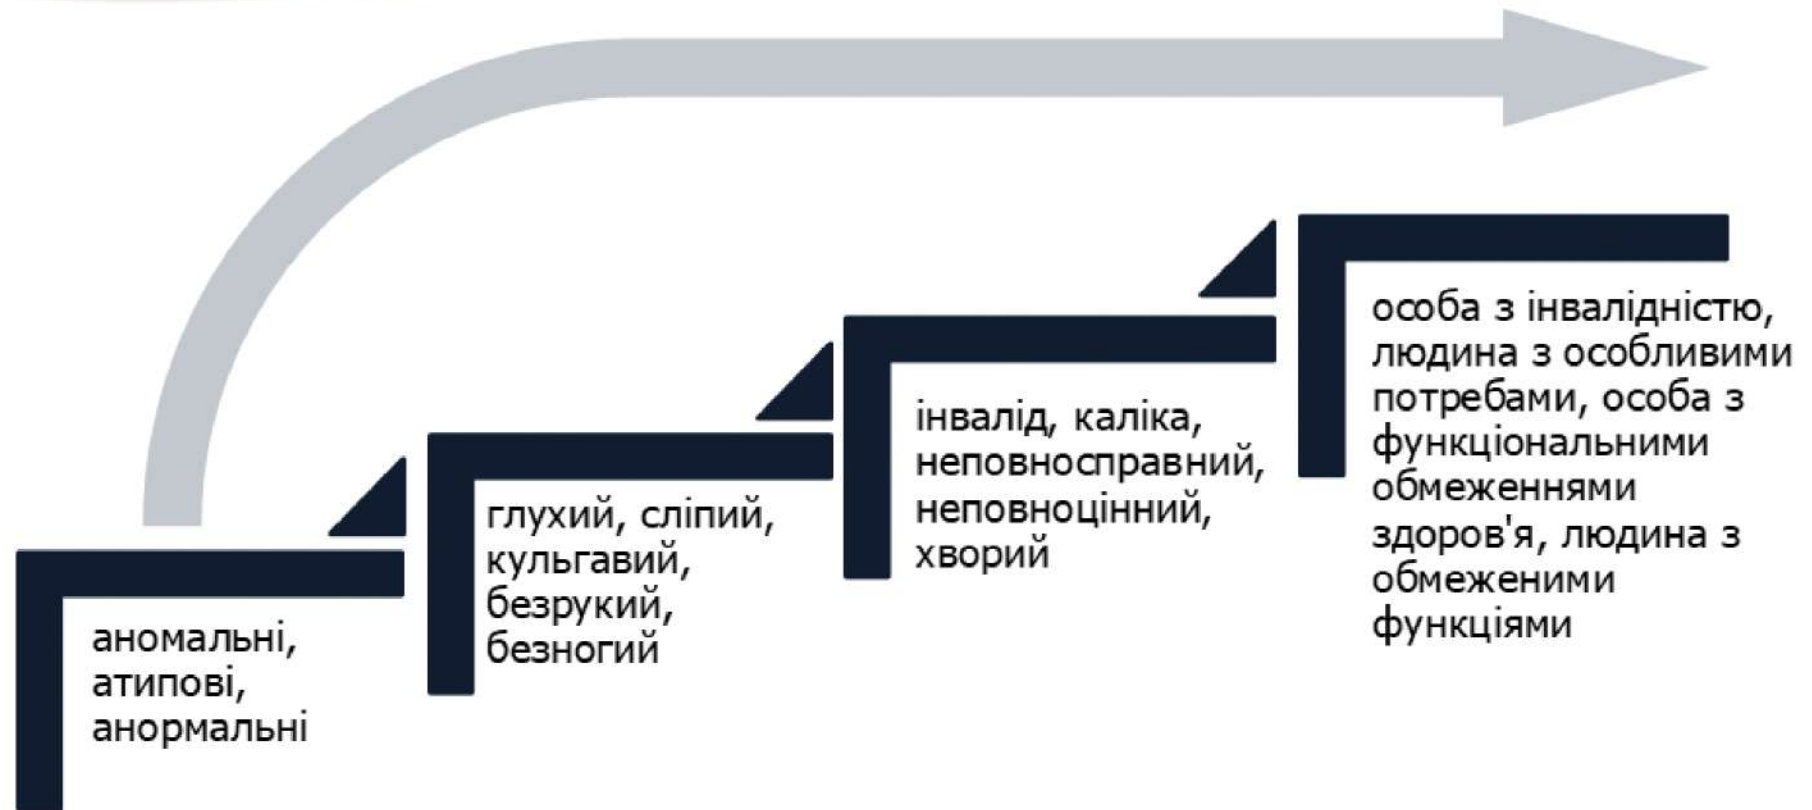 аномальні,
атипові,
анормальні
глухий, сліпий,
кульгавий,
безрукий,
безногий
інвалід, каліка,
неповносправний,
неповноцінний,
хворий
особа з інвалідністю,
людина з особливими
потребами, особа з
функціональними
обмеженнями
здоров'я, людина з
обмеженими
функціями